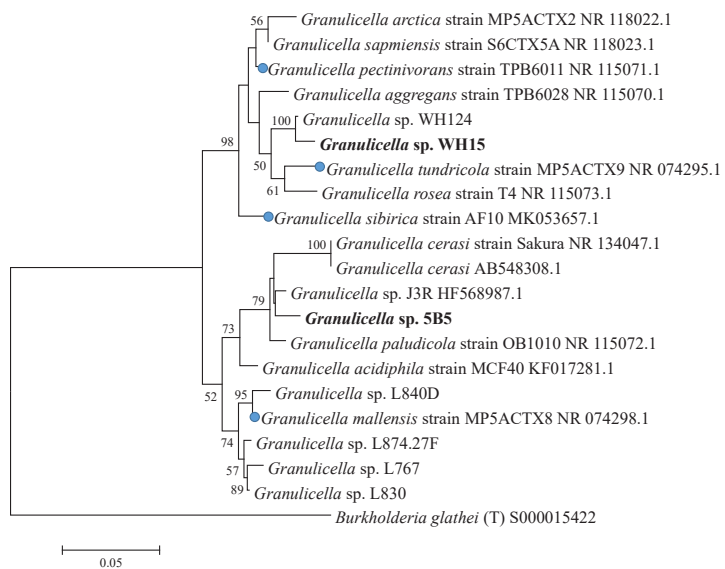 56
Granulicella arctica strain MP5ACTX2 NR 118022.1
Granulicella sapmiensis strain S6CTX5A NR 118023.1
Granulicella pectinivorans strain TPB6011 NR 115071.1
Granulicella aggregans strain TPB6028 NR 115070.1
100
Granulicella sp. WH124
Granulicella sp. WH15
98
50
Granulicella tundricola strain MP5ACTX9 NR 074295.1
61
Granulicella rosea strain T4 NR 115073.1
Granulicella sibirica strain AF10 MK053657.1
100
Granulicella cerasi strain Sakura NR 134047.1
Granulicella cerasi AB548308.1
Granulicella sp. J3R HF568987.1
79
Granulicella sp. 5B5
73
Granulicella paludicola strain OB1010 NR 115072.1
Granulicella acidiphila strain MCF40 KF017281.1
52
95
Granulicella sp. L840D
Granulicella mallensis strain MP5ACTX8 NR 074298.1
74
Granulicella sp. L874.27F
57
Granulicella sp. L767
89
Granulicella sp. L830
Burkholderia glathei (T) S000015422
0.05